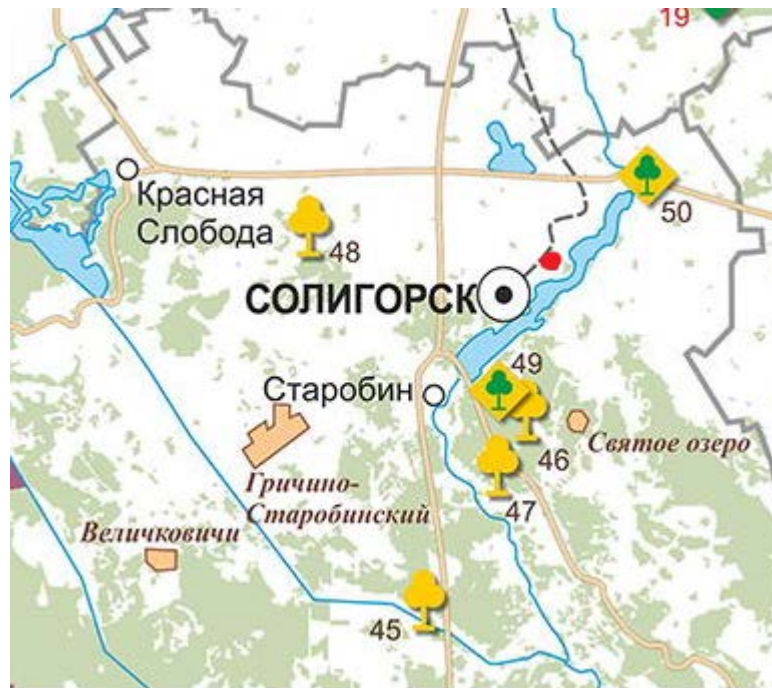 19
Красная
Слобода
48
50
СОЛИГОРСК
49
Старобин
46
Святое озеро
Гричино-
Старобинский
47
Величковичи
45